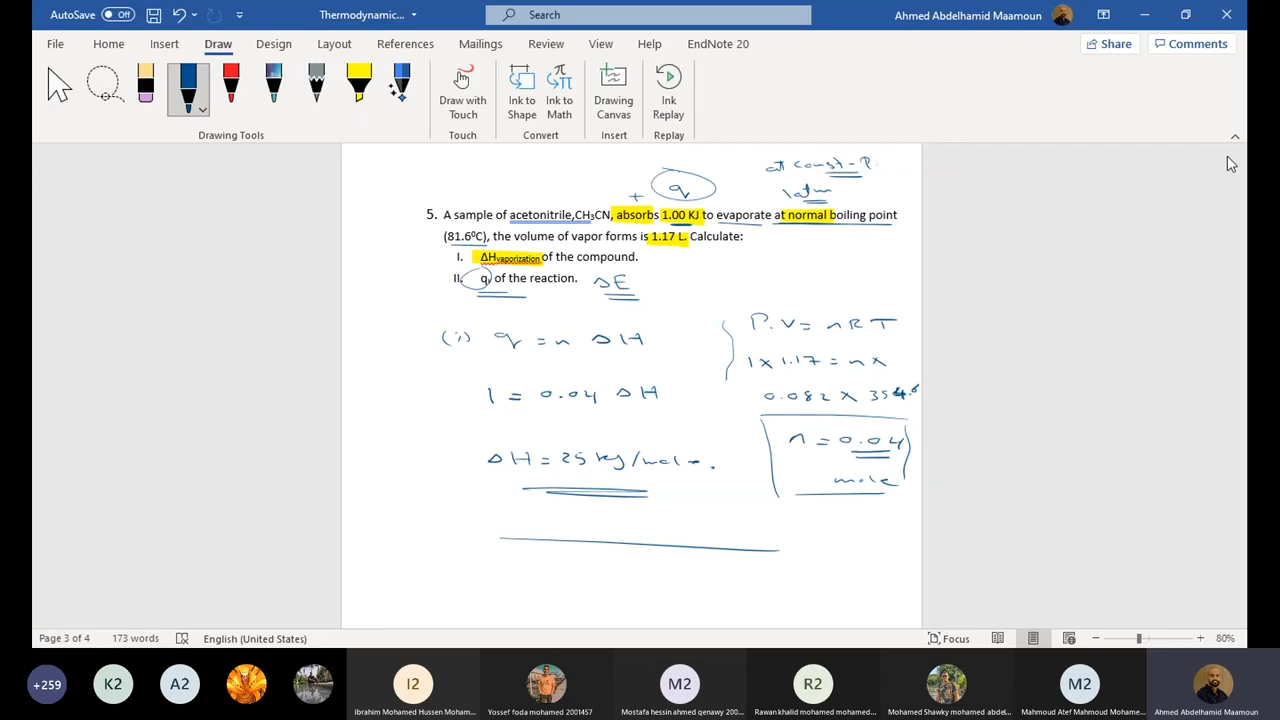 AutoSave Off Thermodynamic... Search Ahmed Abdelhamid Maamoun
File Home Insert Draw Design Layout References Mailings Review View Help EndNote 20 Share Comments
Draw with Touch
Ink to Shape
Ink to Math
Drawing Canvas
Ink Replay
Drawing Tools Touch Convert Insert Replay
at const-P.
+ q 1atm
5. A sample of acetonitrile,CH₃CN, absorbs 1.00 KJ to evaporate at normal boiling point
(81.6⁰C), the volume of vapor forms is 1.17 L. Calculate:
I. ΔHvaporization of the compound.
II. q, of the reaction. ΔE
(i) q = n ΔH
1 = 0.04 ΔH
ΔH = 25 kJ/mol.
P.V = nRT
1 x 1.17 = n x
0.082 x 354.6
n = 0.04
mole
Page 3 of 4 173 words English (United States) Focus 80%
+259 K2 A2 I2 M2 R2 M2
ibrahim Mohamed Hussen Moham...
Yossef foda mohamed 2001457
Mostafa hessin ahmed qenawy 200...
Rawan khalid mohamed mohamed...
Mohamed Shawky mohamed abdel...
Mahmoud Atef Mahmoud Mohame...
Ahmed Abdelhamid Maamoun